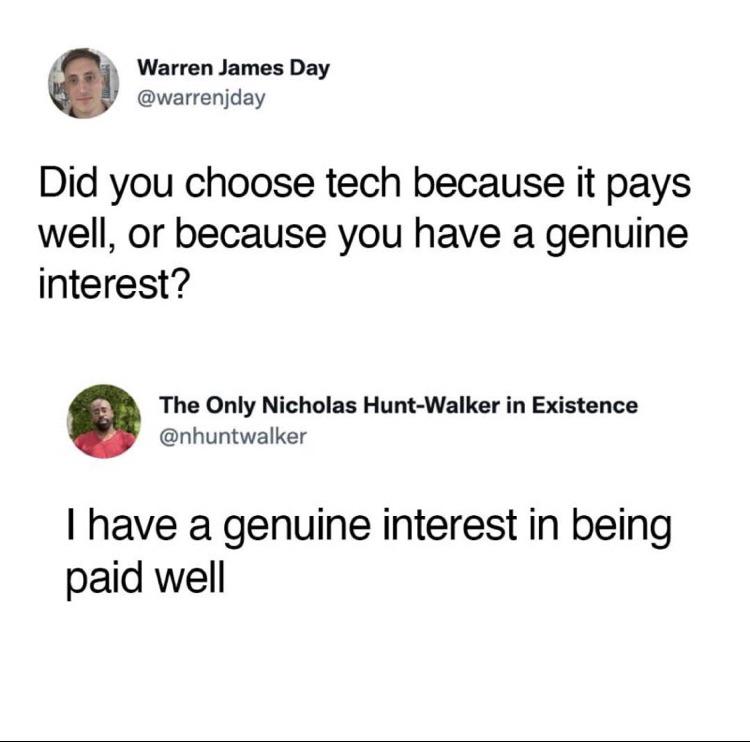 Warren James Day
@warrenjday
Did you choose tech because it pays
well, or because you have a genuine
interest?
The Only Nicholas Hunt-Walker in Existence
@nhuntwalker
I have a genuine interest in being
paid well